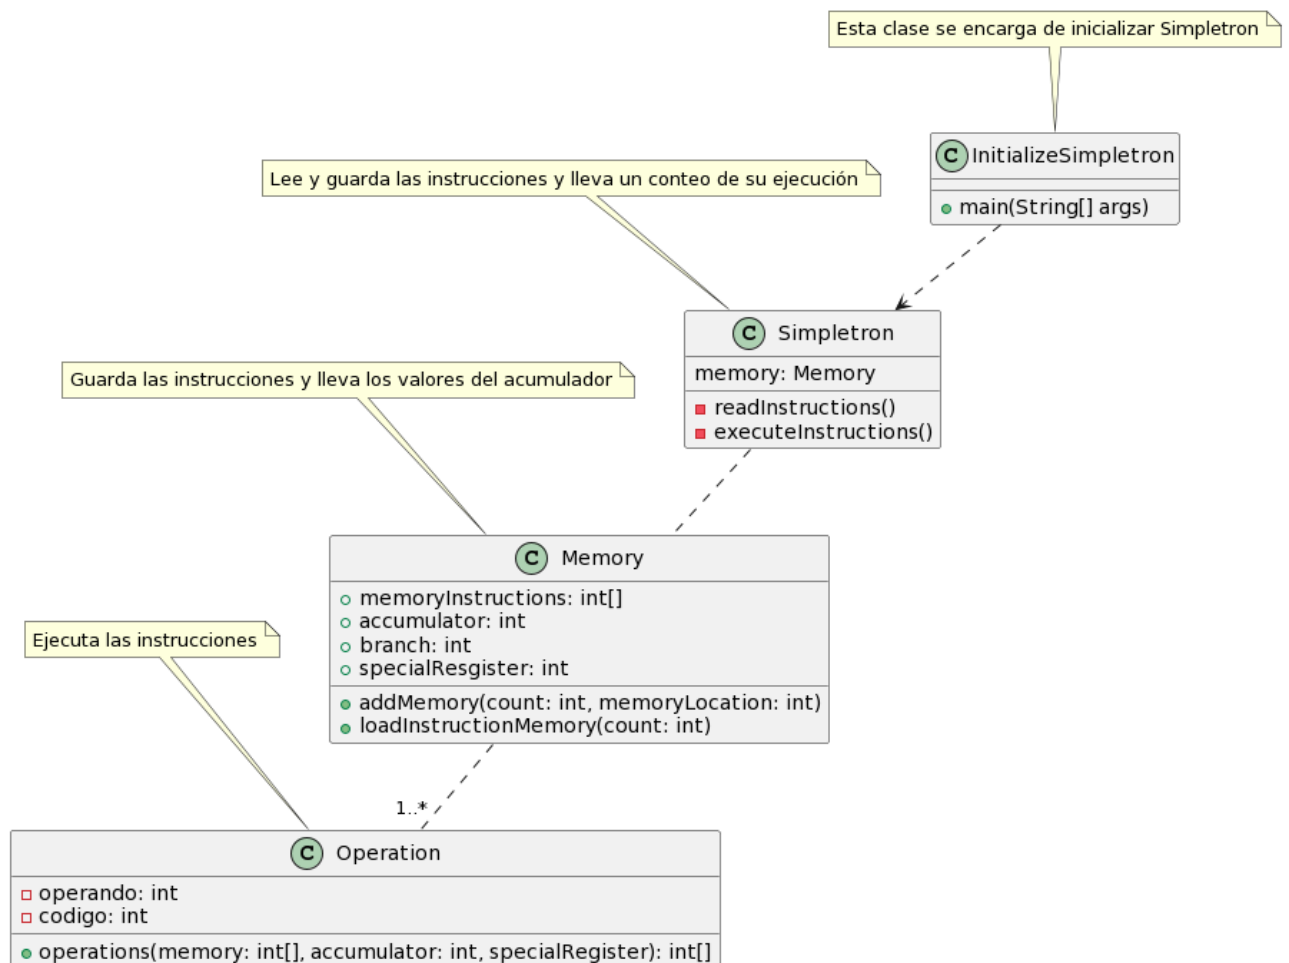 Esta clase se encarga de inicializar Simpletron
C InitializeSimpletron
main(String[] args)
Lee y guarda las instrucciones y lleva un conteo de su ejecución
C Simpletron
memory: Memory
readInstructions()
executeInstructions()
Guarda las instrucciones y lleva los valores del acumulador
C Memory
memoryInstructions: int[]
accumulator: int
branch: int
specialResgister: int
addMemory(count: int, memoryLocation: int)
loadInstructionMemory(count: int)
Ejecuta las instrucciones
1..*
C Operation
operando: int
codigo: int
operations(memory: int[], accumulator: int, specialRegister): int[]